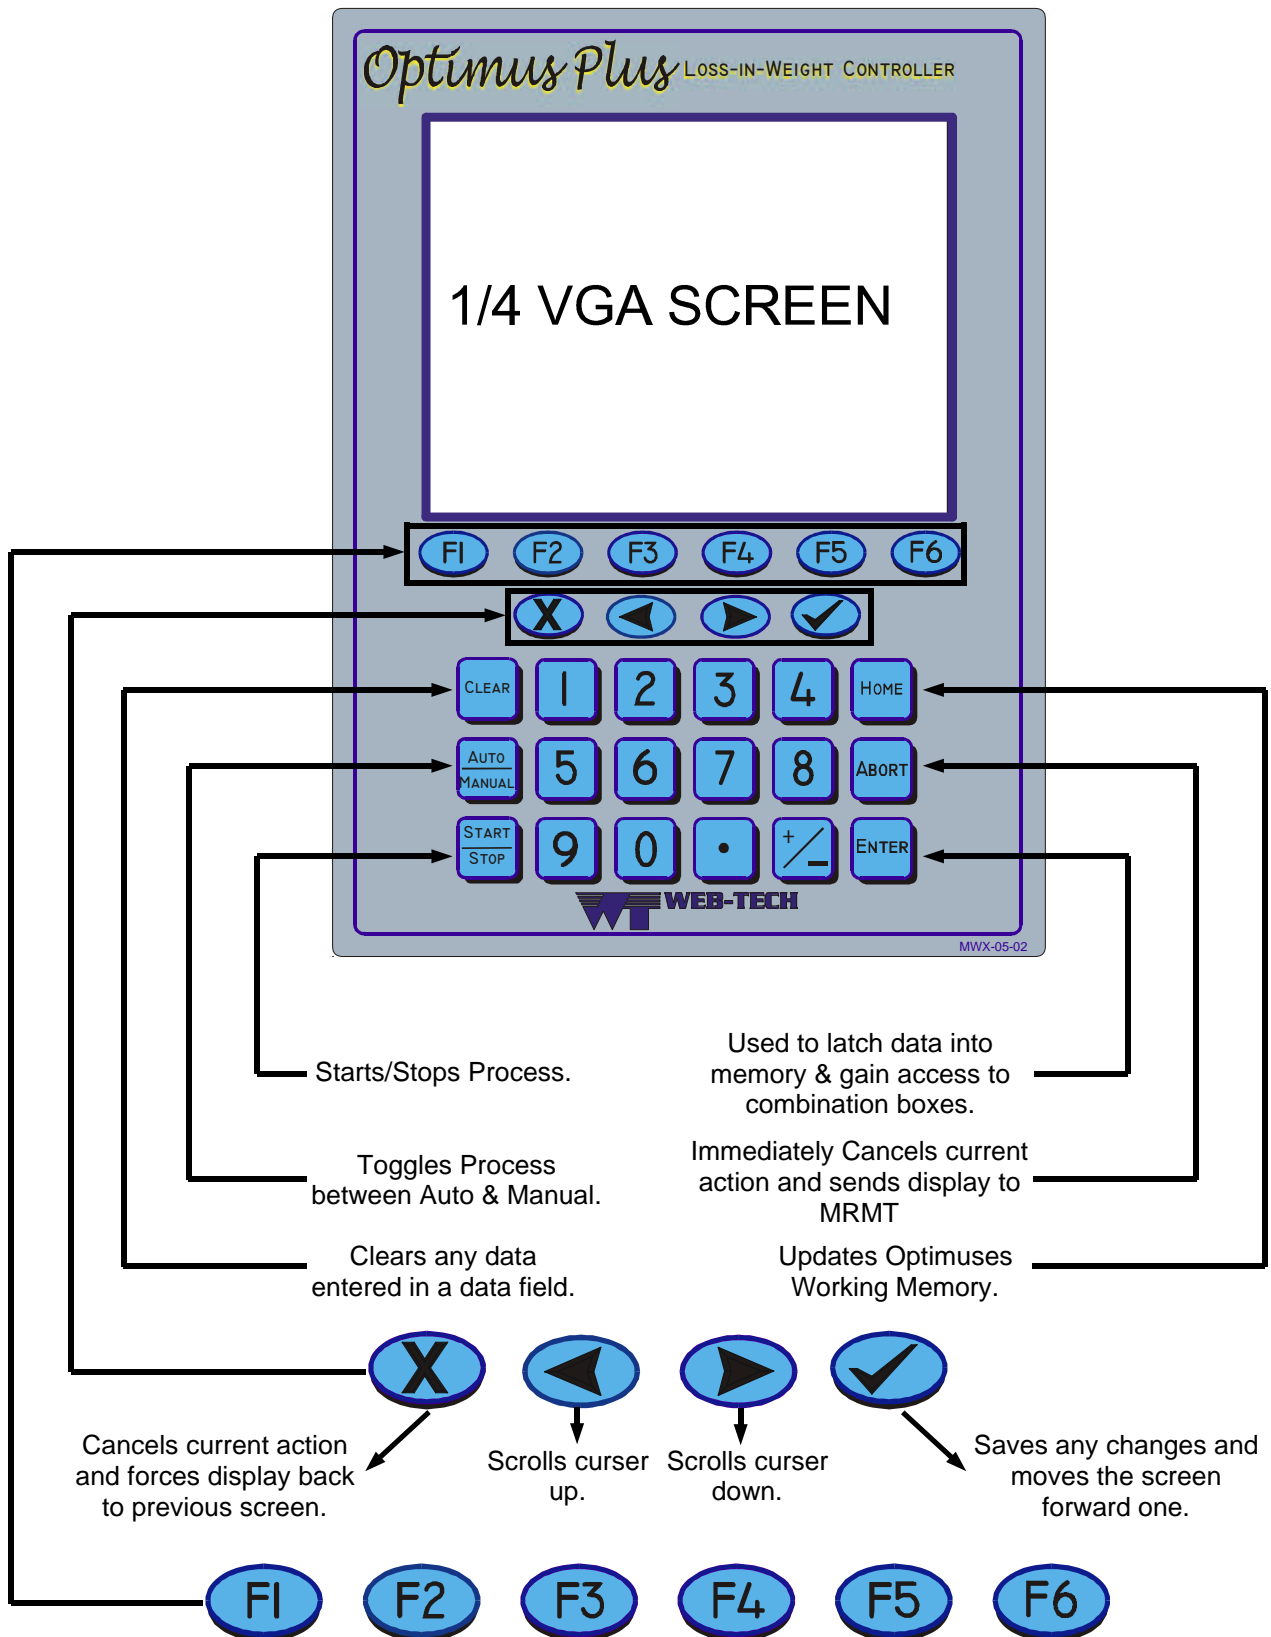 Optimus Plus LOSS-IN-WEIGHT CONTROLLER
1/4 VGA SCREEN
F1 F2 F3 F4 F5 F6
X
CLEAR 1 2 3 4 HOME
AUTO MANUAL 5 6 7 8 ABORT
START STOP 9 0 . +/- ENTER
WT WEB-TECH
MWX-05-02
Starts/Stops Process.
Used to latch data into
memory & gain access to
combination boxes.
Toggles Process
between Auto & Manual.
Immediately Cancels current
action and sends display to
MRMT
Clears any data
entered in a data field.
Updates Optimuses
Working Memory.
X
Cancels current action
and forces display back
to previous screen.
Scrolls curser
up.
Scrolls curser
down.
Saves any changes and
moves the screen
forward one.
F1 F2 F3 F4 F5 F6